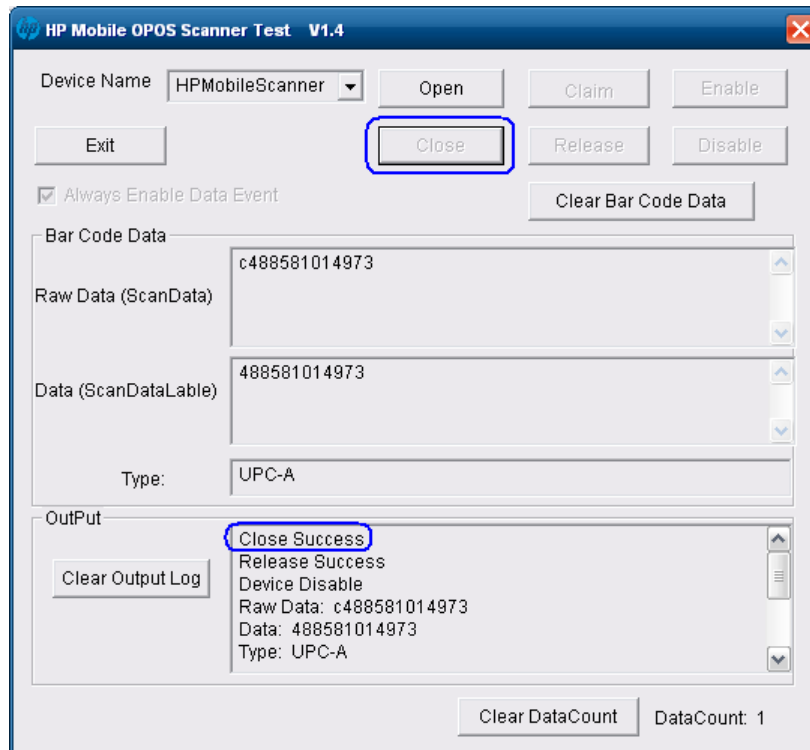 HP Mobile OPOS Scanner Test V1.4
Device Name HPMobileScanner Open Claim Enable
Exit Close Release Disable
Always Enable Data Event Clear Bar Code Data
Bar Code Data
Raw Data (ScanData) c488581014973
Data (ScanDataLable) 488581014973
Type: UPC-A
OutPut
Close Success
Release Success
Clear Output Log
Device Disable
Raw Data: c488581014973
Data: 488581014973
Type: UPC-A
Clear DataCount DataCount: 1